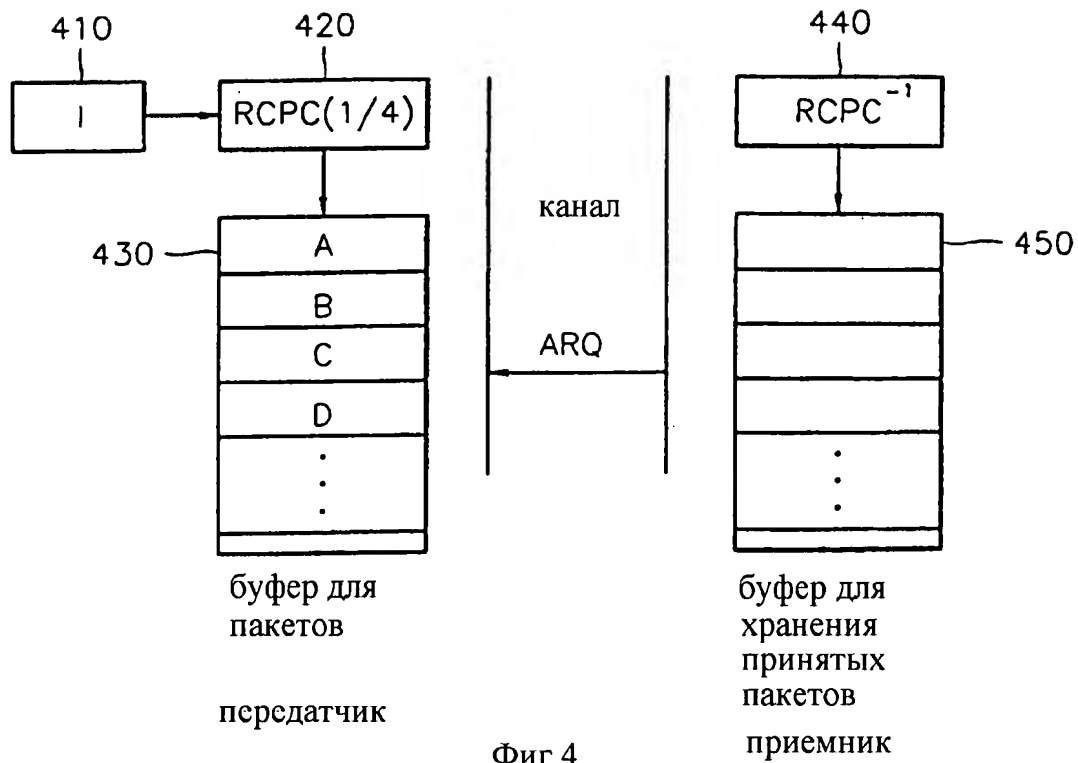 410
420
440
I
RCPC(1/4)
RCPC⁻¹
канал
430
A
450
B
C
ARQ
D
буфер для
пакетов
буфер для
хранения
принятых
пакетов
передатчик
приемник
Фиг 4